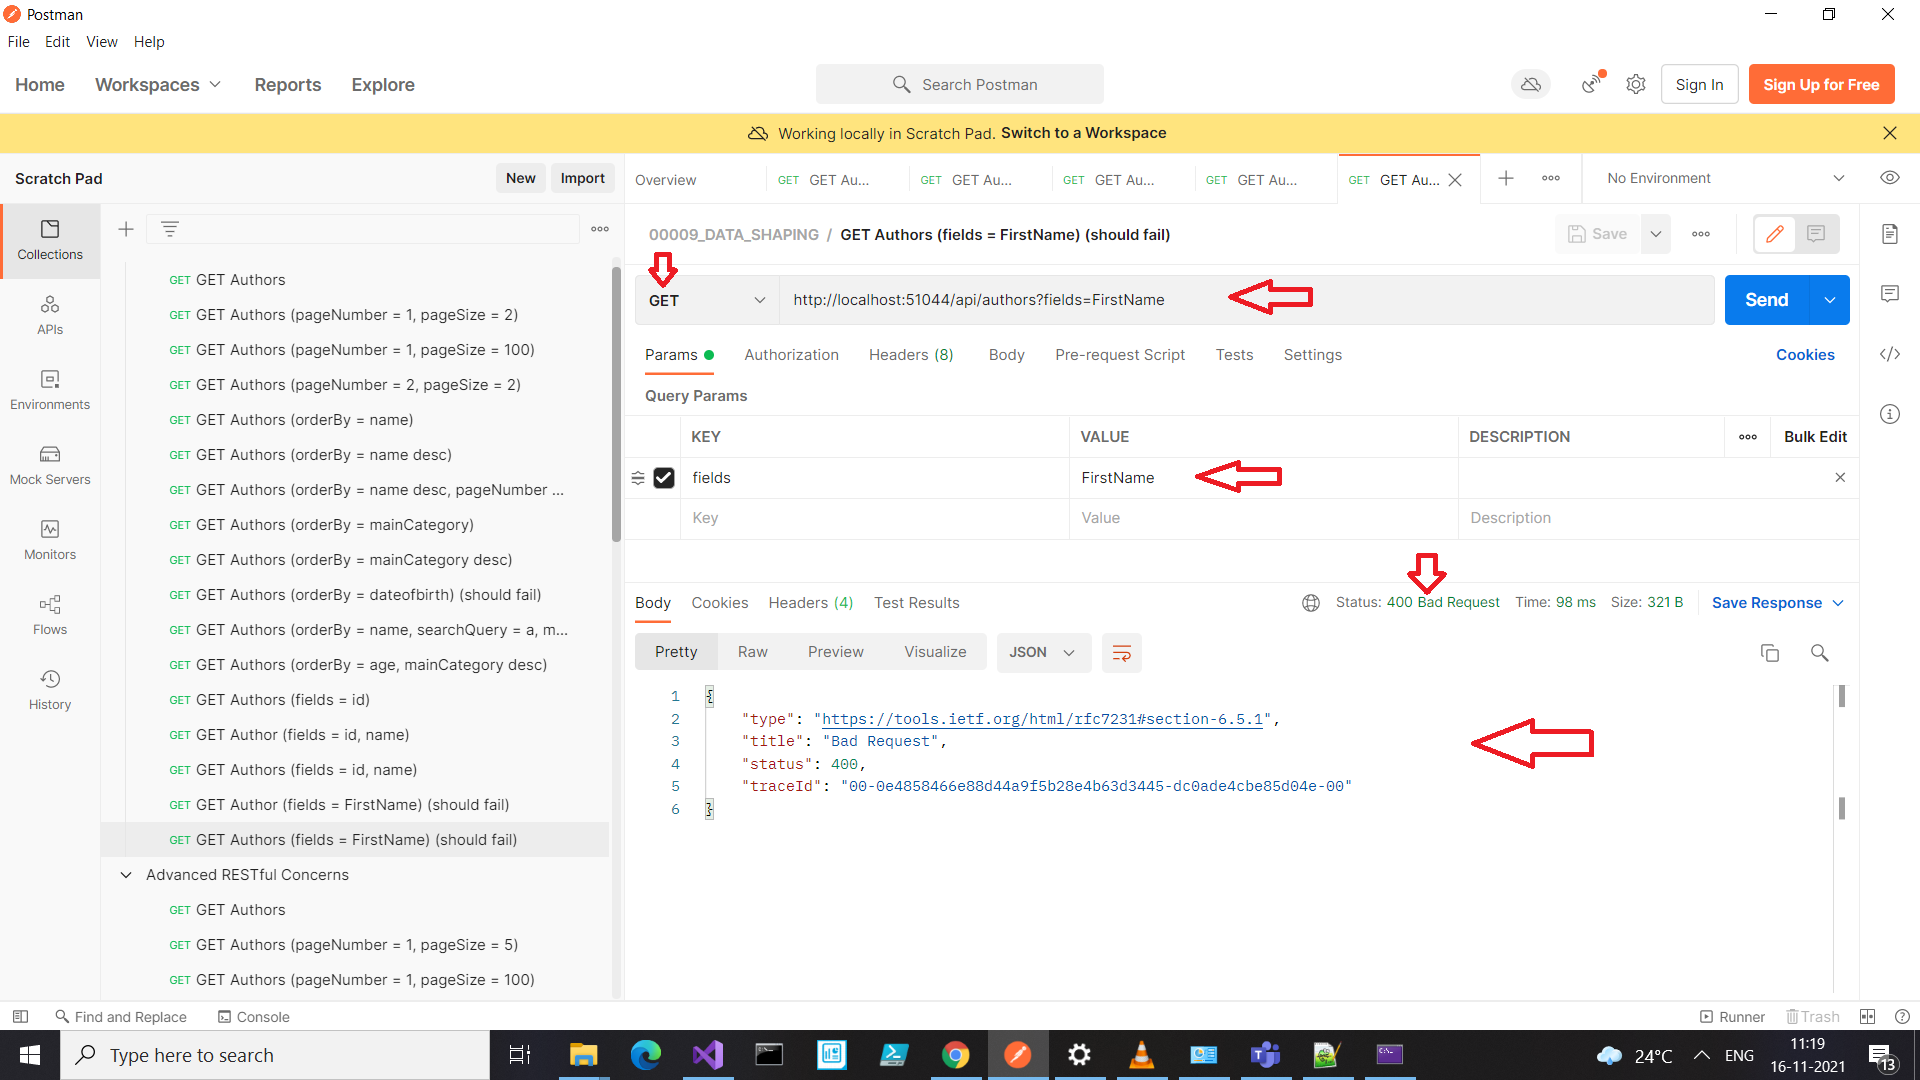 Postman
File Edit View Help
Home Workspaces Reports Explore
Search Postman
Sign In
Sign Up for Free
Working locally in Scratch Pad. Switch to a Workspace
Scratch Pad
New Import
Overview
GET GET Au...
GET GET Au...
GET GET Au...
GET GET Au...
GET GET Au...
No Environment
Collections
APIs
Environments
Mock Servers
Monitors
Flows
History
GET GET Authors
GET GET Authors (pageNumber = 1, pageSize = 2)
GET GET Authors (pageNumber = 1, pageSize = 100)
GET GET Authors (pageNumber = 2, pageSize = 2)
GET GET Authors (orderBy = name)
GET GET Authors (orderBy = name desc)
GET GET Authors (orderBy = name desc, pageNumber ...
GET GET Authors (orderBy = mainCategory)
GET GET Authors (orderBy = mainCategory desc)
GET GET Authors (orderBy = dateofbirth) (should fail)
GET GET Authors (orderBy = name, searchQuery = a, m...
GET GET Authors (orderBy = age, mainCategory desc)
GET GET Authors (fields = id)
GET GET Author (fields = id, name)
GET GET Authors (fields = id, name)
GET GET Author (fields = FirstName) (should fail)
GET GET Authors (fields = FirstName) (should fail)
Advanced RESTful Concerns
GET GET Authors
GET GET Authors (pageNumber = 1, pageSize = 5)
GET GET Authors (pageNumber = 1, pageSize = 100)
00009_DATA_SHAPING / GET Authors (fields = FirstName) (should fail)
Save
GET http://localhost:51044/api/authors?fields=FirstName
Send
Params Authorization Headers (8) Body Pre-request Script Tests Settings
Cookies
Query Params
KEY VALUE DESCRIPTION
Bulk Edit
fields FirstName
Key Value Description
Body Cookies Headers (4) Test Results
Status: 400 Bad Request Time: 98 ms Size: 321 B
Save Response
Pretty Raw Preview Visualize JSON
1 {
2 "type": "https://tools.ietf.org/html/rfc7231#section-6.5.1",
3 "title": "Bad Request",
4 "status": 400,
5 "traceId": "00-0e4858466e88d44a9f5b28e4b63d3445-dc0ade4cbe85d04e-00"
6 }
Find and Replace Console
Runner Trash
Type here to search
24°C ENG
11:19
16-11-2021
13